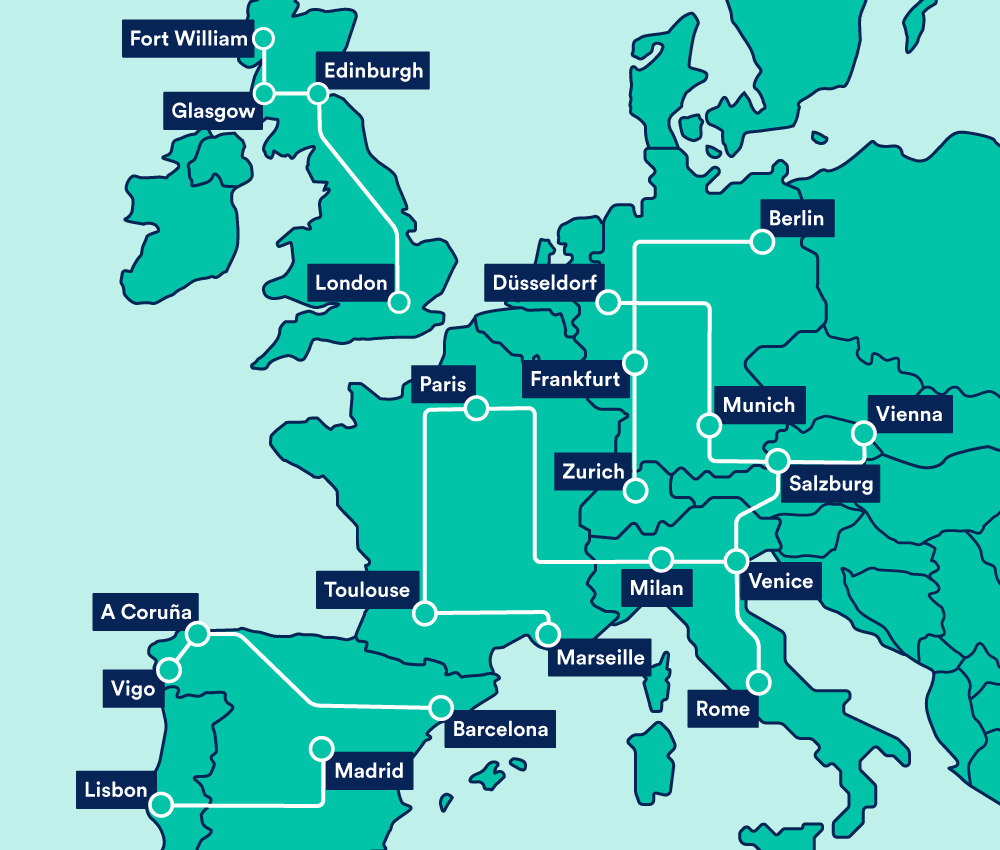 Fort William
Edinburgh
Glasgow
Berlin
London
Düsseldorf
Frankfurt
Paris
Munich
Vienna
Zurich
Salzburg
Toulouse
Milan
Venice
A Coruña
Marseille
Vigo
Rome
Barcelona
Madrid
Lisbon